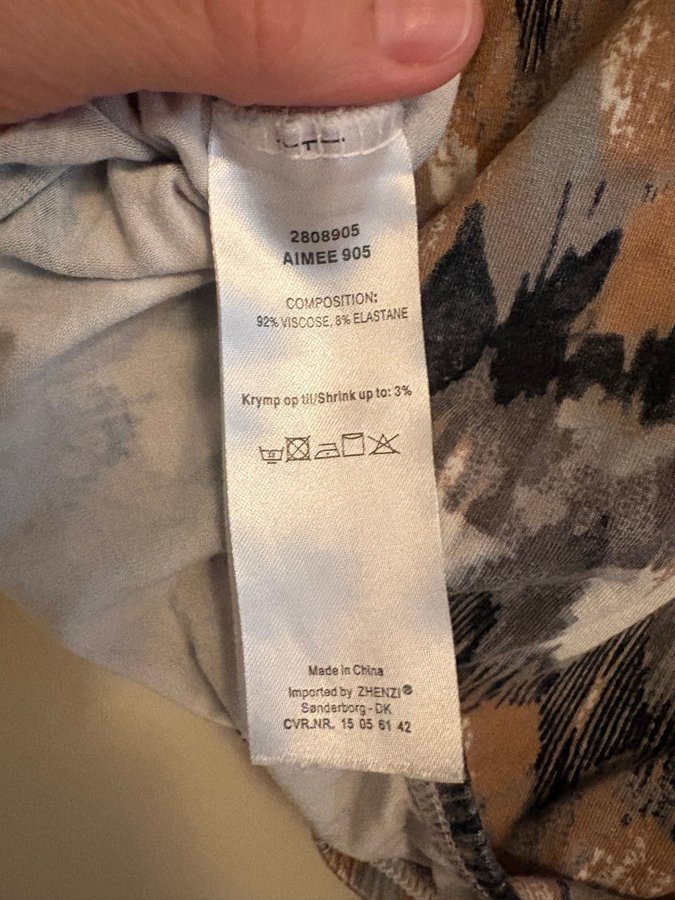 2808905
AIMEE 905
COMPOSITION:
92% VISCOSE, 8% ELASTANE
Krymp op til/Shrink up to: 3%
Made in China
Imported by ZHENZI®
Sønderborg - DK
CVR.NR. 15 05 61 42